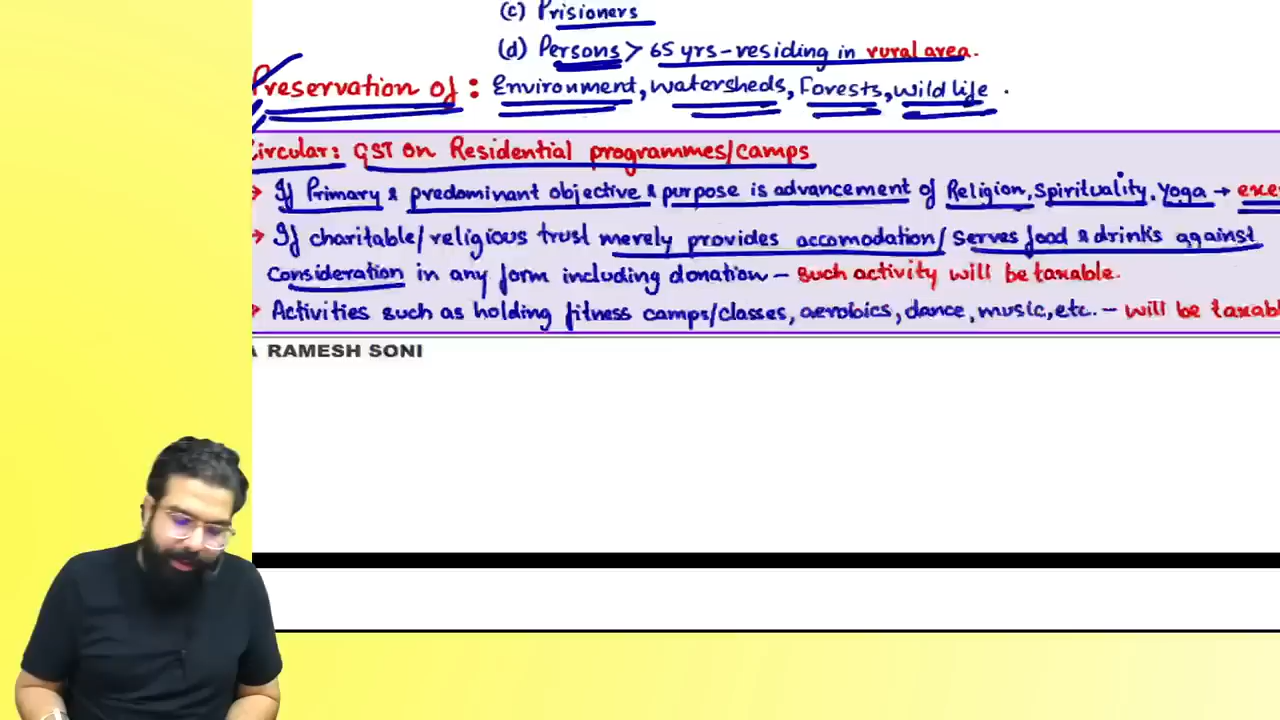 (c) Prisioners
(d) Persons > 65 yrs - residing in rural area.
Preservation of : Environment, watersheds, Forests, wild life .
Circular: GST on Residential programmes/camps
→ If Primary & predominant objective & purpose is advancement of Religion, Spirituality, Yoga → exe
→ If charitable/religious trust merely provides accomodation/ Serves food & drinks against
Consideration in any form including donation - Such activity will be taxable.
→ Activities such as holding fitness camps/classes, aerobics, dance, music, etc. - will be taxabl
A RAMESH SONI